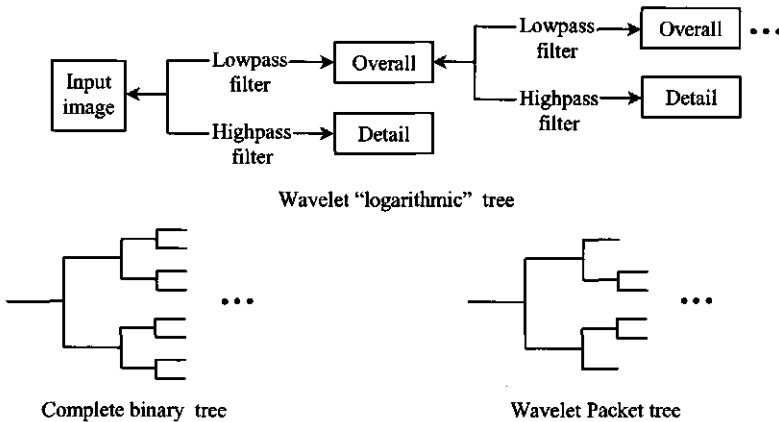 Input
image
Lowpass
filter
Overall
Highpass
filter
Detail
Lowpass
filter
Overall
Highpass
filter
Detail
Wavelet “logarithmic” tree
Complete binary tree
Wavelet Packet tree